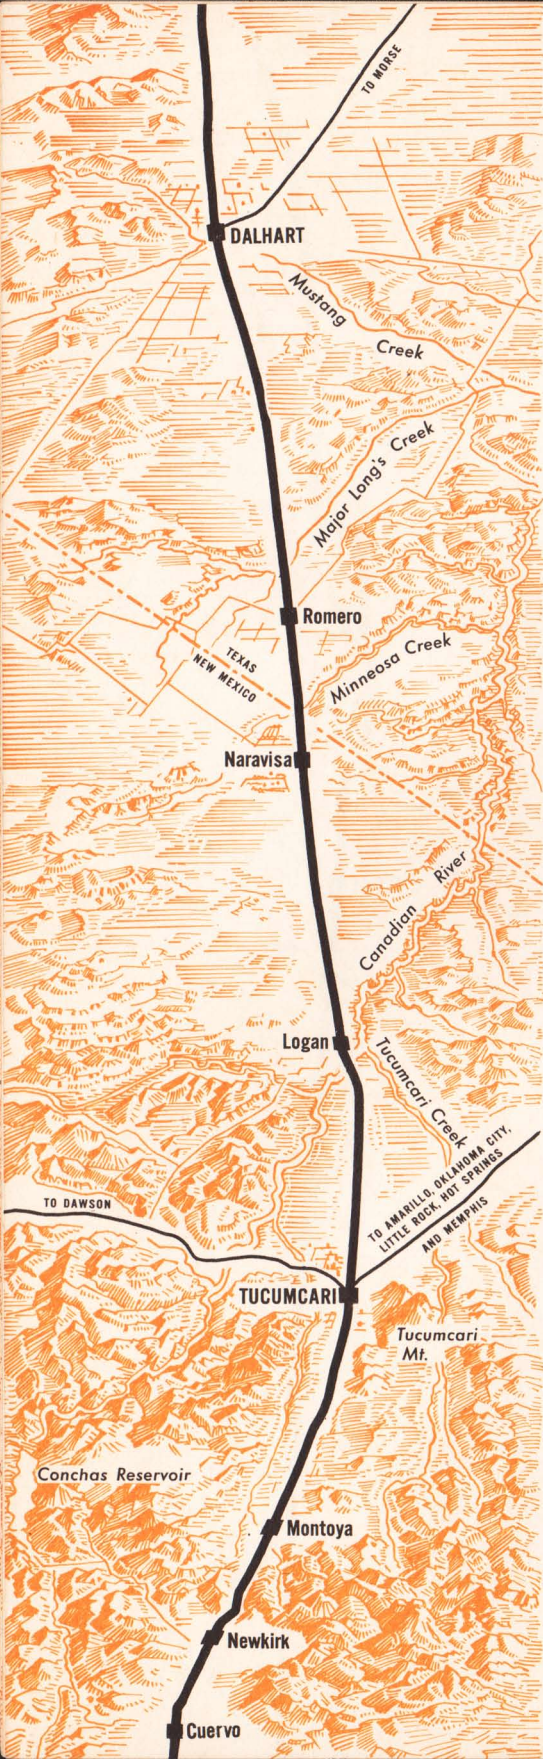 TO MORSE
DALHART
Mustang
Creek
Major Long's Creek
Romero
TEXAS
NEW MEXICO
Minneosa Creek
Naravisa
Canadian River
Logan
Tucumcari Creek
TO AMARILLO, OKLAHOMA CITY,
LITTLE ROCK, HOT SPRINGS
AND MEMPHIS
TO DAWSON
TUCUMCARI
Tucumcari
Mt.
Conchas Reservoir
Montoya
Newkirk
Cuervo